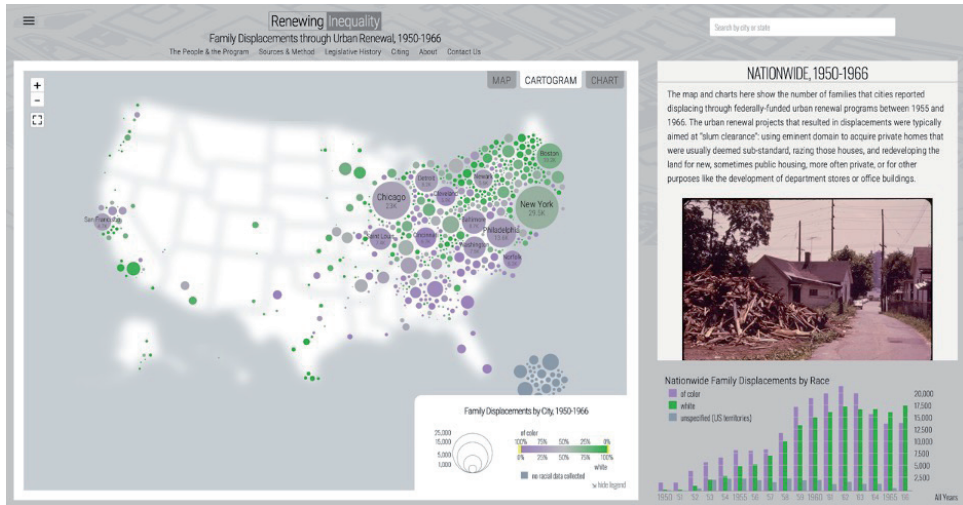 Renewing Inequality
Family Displacements through Urban Renewal, 1950-1966
The People & the Program Sources & Method Legislative History Citing About Contact Us
Search by city or state
MAP CARTOGRAM CHART
+
−
Boston
Detroit
Newark
Cleveland
Chicago
23K
New York
29.5K
San Francisco
Baltimore
Philadelphia
Saint Louis
Cincinnati
Washington
Norfolk
Family Displacements by City, 1950-1966
25,000
15,000
5,000
1,000
of color
100% 75% 50% 25% 0%
0% 25% 50% 75% 100%
white
no racial data collected
hide legend
NATIONWIDE, 1950-1966
The map and charts here show the number of families that cities reported
displacing through federally-funded urban renewal programs between 1955 and
1966. The urban renewal projects that resulted in displacements were typically
aimed at "slum clearance": using eminent domain to acquire private homes that
were usually deemed sub-standard, razing those houses, and redeveloping the
land for new, sometimes public housing, more often private, or for other
purposes like the development of department stores or office buildings.
Nationwide Family Displacements by Race
of color
white
unspecified (US territories)
20,000
17,500
15,000
12,500
10,000
7,500
5,000
2,500
1950 '51 '52 '53 '54 1955 '56 '57 '58 '59 1960 '61 '62 '63 '64 1965 '66 All Years